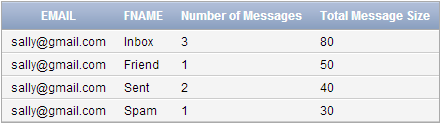 EMAIL FNAME Number of Messages Total Message Size
sally@gmail.com Inbox 3 80
sally@gmail.com Friend 1 50
sally@gmail.com Sent 2 40
sally@gmail.com Spam 1 30